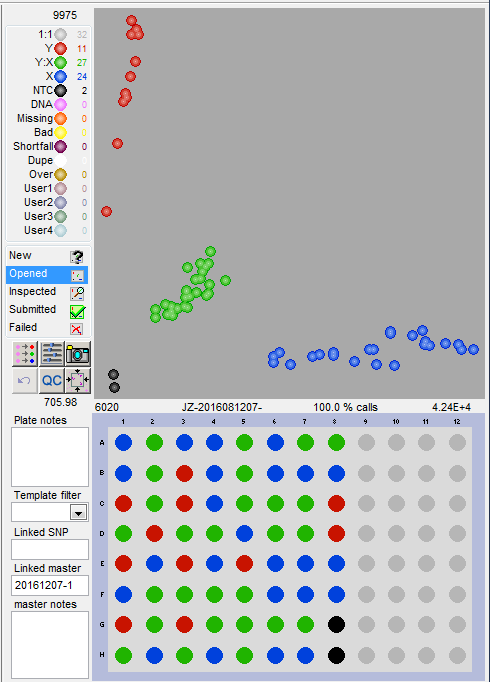 9975
1:1 32
Y 11
Y:X 27
X 24
NTC 2
DNA 0
Missing 0
Bad 0
Shortfall 0
Dupe
Over 0
User1 0
User2 0
User3 0
User4 0
New
Opened
Inspected
Submitted
Failed
QC
705.98
6020 JZ-2016081207- 100.0 % calls 4.24E+4
Plate notes
Template filter
Linked SNP
Linked master
20161207-1
master notes
1 2 3 4 5 6 7 8 9 10 11 12
A
B
C
D
E
F
G
H